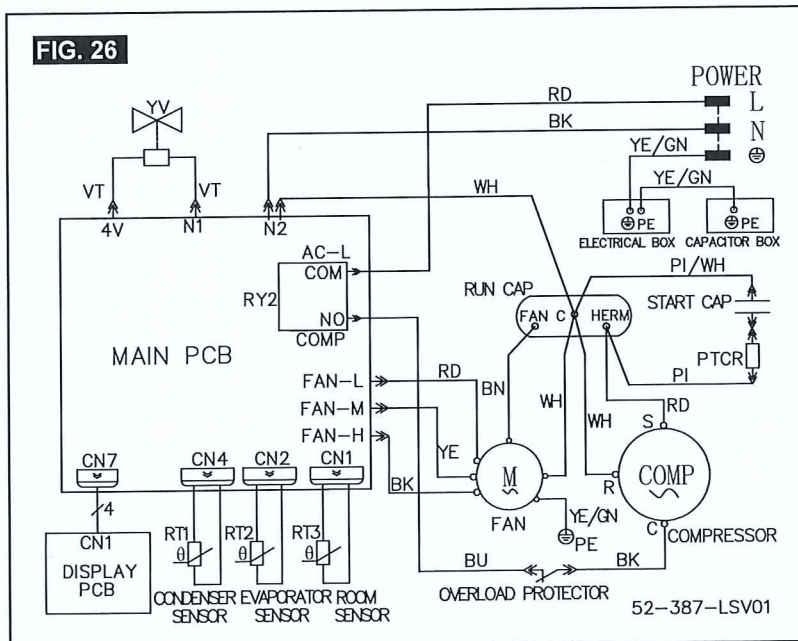 FIG. 26
POWER
L
N
YV
RD
BK
YE/GN
YE/GN
VT
VT
WH
4V
N1
N2
PE
PE
ELECTRICAL BOX
CAPACITOR BOX
AC-L
COM
RY2
NO
COMP
PI/WH
RUN CAP
START CAP
FAN
C
HERM
MAIN PCB
PTCR
FAN-L
RD
BN
PI
FAN-M
WH
RD
FAN-H
YE
WH
S
CN7
CN4
CN2
CN1
BK
M
COMP
R
4
FAN
YE/GN
C
COMPRESSOR
CN1
RT1
θ
RT2
θ
RT3
θ
PE
DISPLAY
PCB
BU
BK
CONDENSER
SENSOR
EVAPORATOR
SENSOR
ROOM
SENSOR
OVERLOAD PROTECTOR
52-387-LSV01